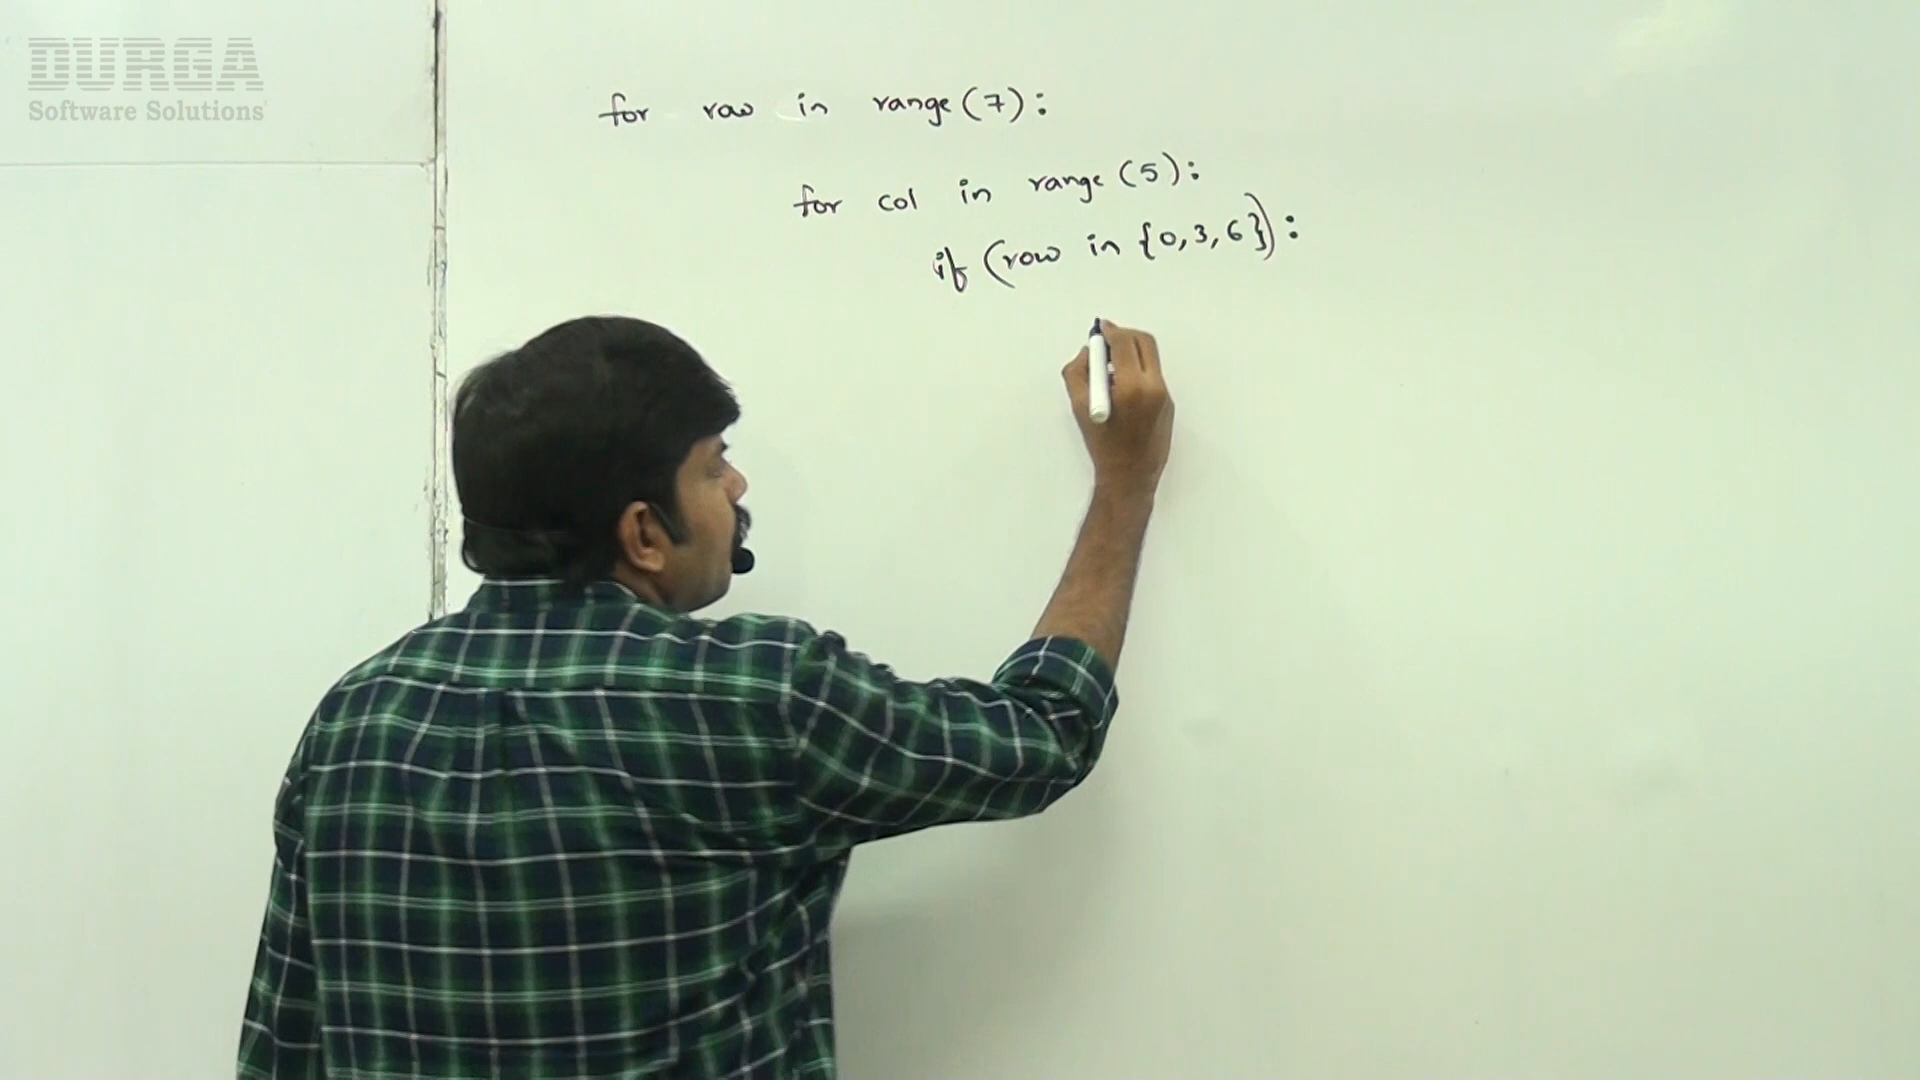 DURGA
Software Solutions
for row in range(7):
for col in range(5):
if (row in {0,3,6}):